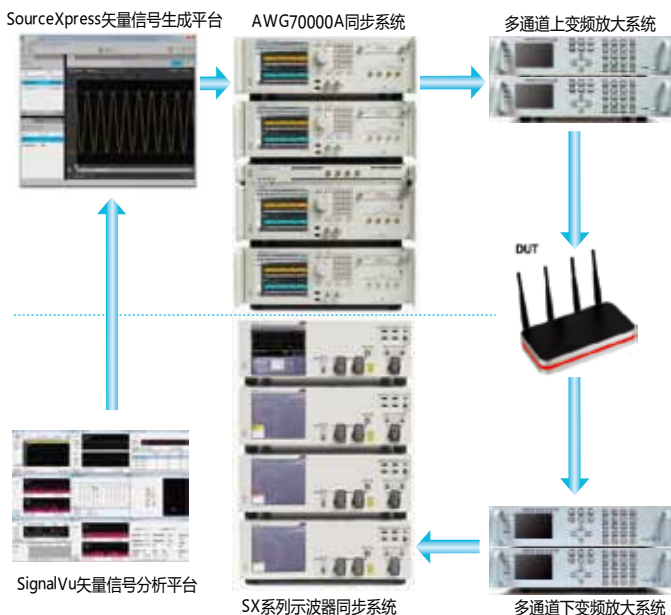 SourceXpress矢量信号生成平台
AWG70000A同步系统
多通道上变频放大系统
DUT
SignalVu矢量信号分析平台
SX系列示波器同步系统
多通道下变频放大系统